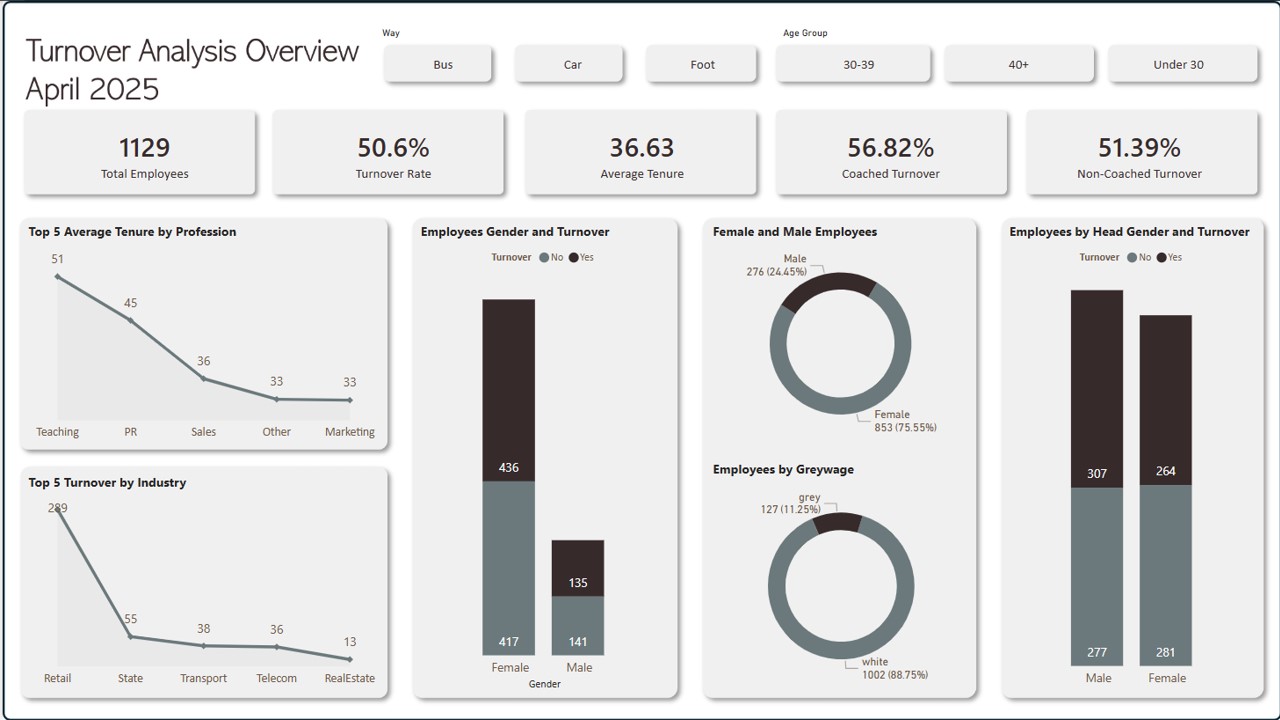 Turnover Analysis Overview
April 2025
Way
Bus
Car
Foot
Age Group
30-39
40+
Under 30
1129
Total Employees
50.6%
Turnover Rate
36.63
Average Tenure
56.82%
Coached Turnover
51.39%
Non-Coached Turnover
Top 5 Average Tenure by Profession
51
45
36
33
33
Teaching
PR
Sales
Other
Marketing
Top 5 Turnover by Industry
289
55
38
36
13
Retail
State
Transport
Telecom
RealEstate
Employees Gender and Turnover
Turnover No Yes
436
417
135
141
Female
Male
Gender
Female and Male Employees
Male
276 (24.45%)
Female
853 (75.55%)
Employees by Greywage
grey
127 (11.25%)
white
1002 (88.75%)
Employees by Head Gender and Turnover
Turnover No Yes
307
264
277
281
Male
Female